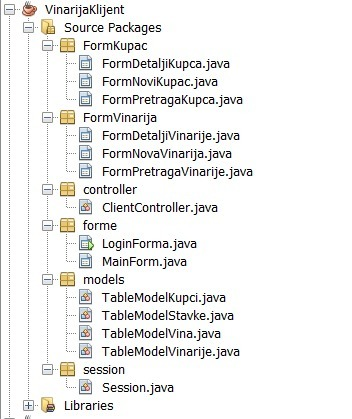 VinarijaKlijent
Source Packages
FormKupac
FormDetaljiKupca.java
FormNoviKupac.java
FormPretragaKupca.java
FormVinarija
FormDetaljiVinarije.java
FormNovaVinarija.java
FormPretragaVinarije.java
controller
ClientController.java
forme
LoginForma.java
MainForm.java
models
TableModelKupci.java
TableModelStavke.java
TableModelVina.java
TableModelVinarije.java
session
Session.java
Libraries